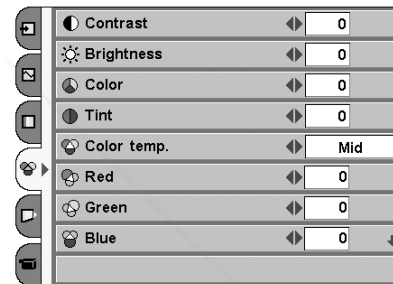 Contrast 0
Brightness 0
Color 0
Tint 0
Color temp. Mid
Red 0
Green 0
Blue 0